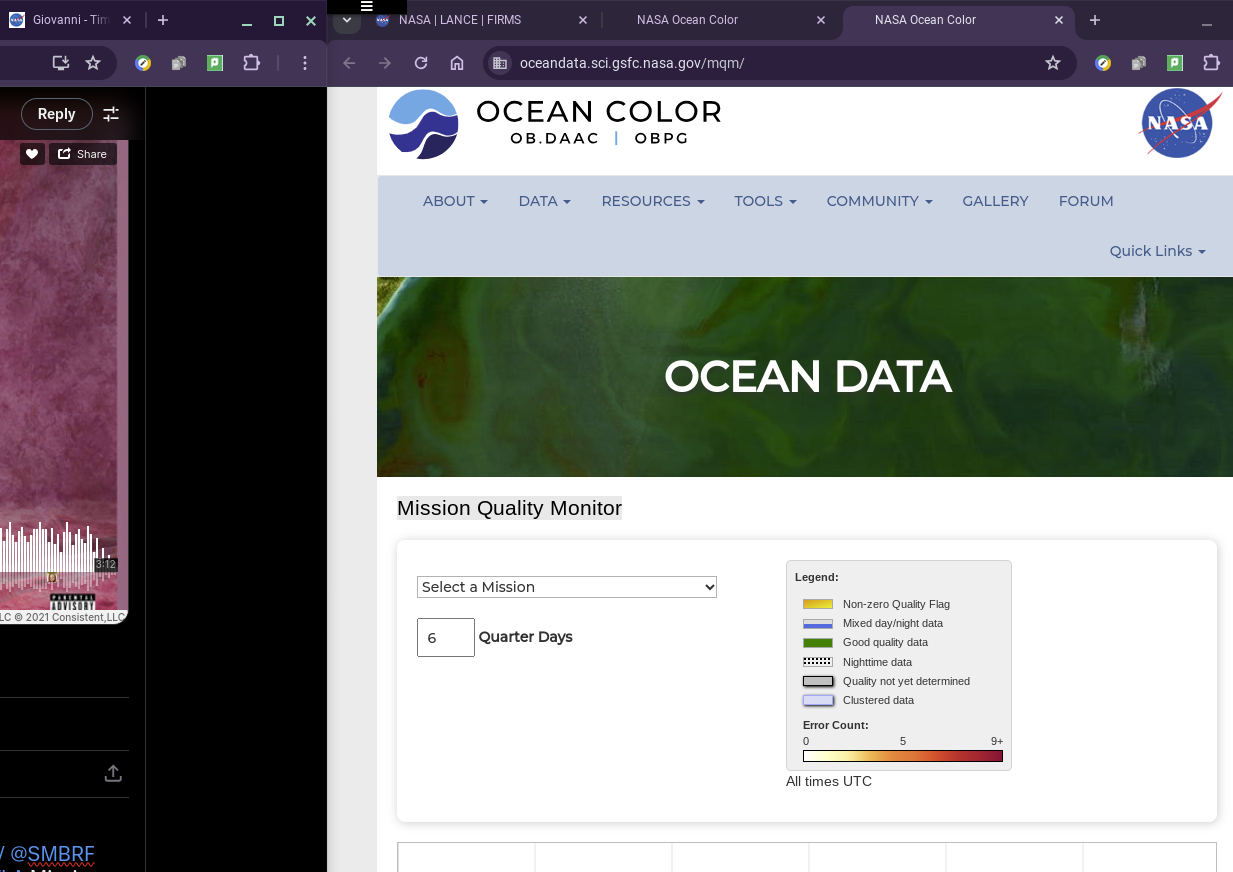 Giovanni - Tim
Reply
Share
3:12
PARENTAL
ADVISORY
LC © 2021 Consistent,LLC
/ @SMBRF
NASA | LANCE | FIRMS
NASA Ocean Color
NASA Ocean Color
oceandata.sci.gsfc.nasa.gov/mqm/
OCEAN COLOR
OB.DAAC | OBPG
NASA
ABOUT DATA RESOURCES TOOLS COMMUNITY GALLERY FORUM
Quick Links
OCEAN DATA
Mission Quality Monitor
Select a Mission
6 Quarter Days
Legend:
Non-zero Quality Flag
Mixed day/night data
Good quality data
Nighttime data
Quality not yet determined
Clustered data
Error Count:
0 5 9+
All times UTC